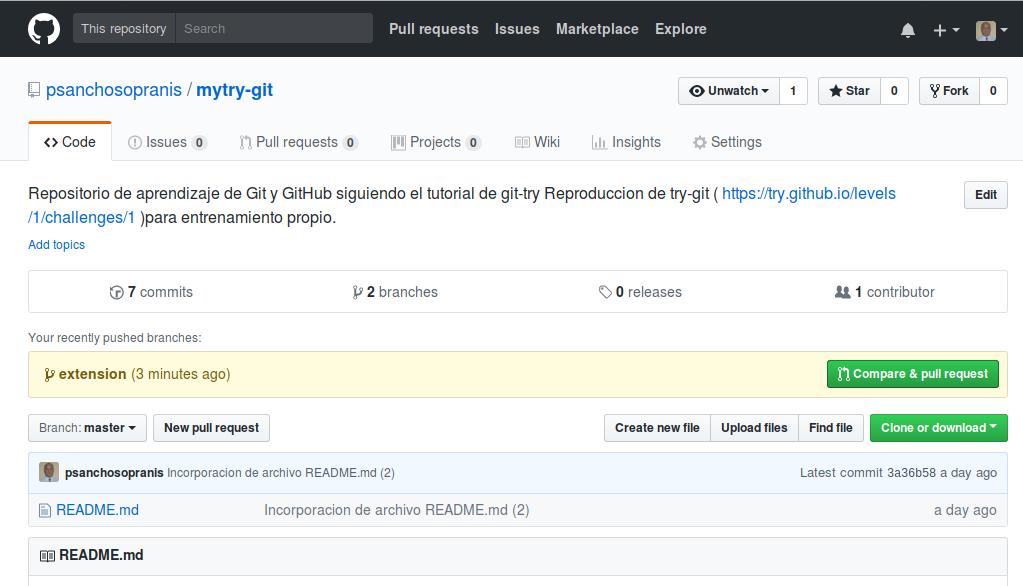 This repository Search Pull requests Issues Marketplace Explore
psanchosopranis / mytry-git Unwatch 1 Star 0 Fork 0
Code Issues 0 Pull requests 0 Projects 0 Wiki Insights Settings
Repositorio de aprendizaje de Git y GitHub siguiendo el tutorial de git-try Reproduccion de try-git ( https://try.github.io/levels Edit
/1/challenges/1 )para entrenamiento propio.
Add topics
7 commits 2 branches 0 releases 1 contributor
Your recently pushed branches:
extension (3 minutes ago) Compare & pull request
Branch: master New pull request Create new file Upload files Find file Clone or download
psanchosopranis Incorporacion de archivo README.md (2) Latest commit 3a36b58 a day ago
README.md Incorporacion de archivo README.md (2) a day ago
README.md